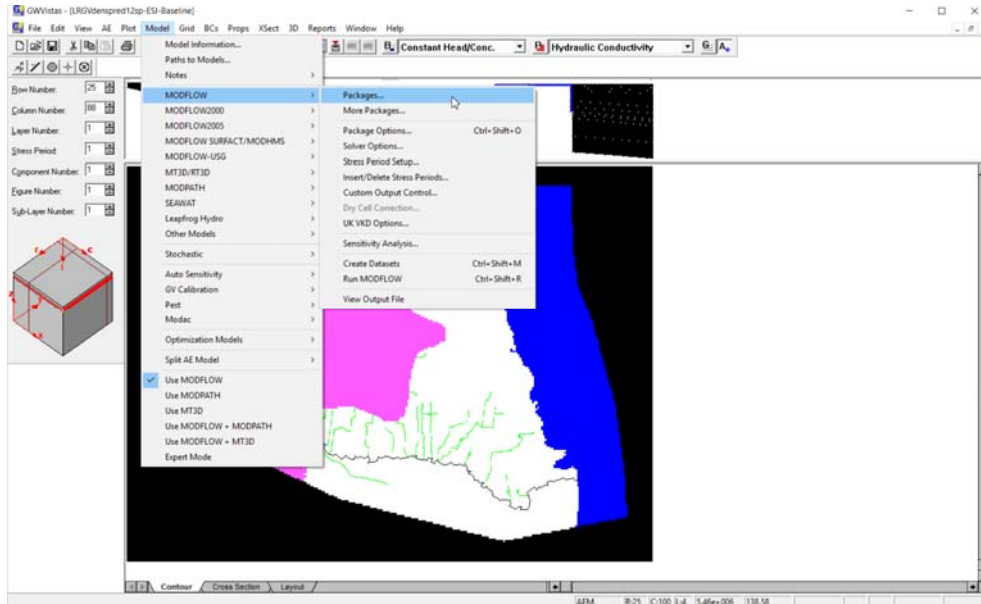 GWVistas - [LRGVdenspred12sp-ESI-Baseline]
File Edit View AE Plot Model Grid BCs Props XSect 3D Reports Window Help
B. Constant Head/Conc. Hydraulic Conductivity G: A.
Row Number: 25
Column Number: 88
Layer Number: 1
Stress Period: 1
Component Number: 1
Figure Number: 1
Sub-Layer Number: 1
r c
Model Information...
Paths to Models...
Notes
MODFLOW
MODFLOW2000
MODFLOW2005
MODFLOW SURFACT/MODHMS
MODFLOW-USG
MT3D/RT3D
MODPATH
SEAWAT
Leapfrog Hydro
Other Models
Stochastic
Auto Sensitivity
GV Calibration
Pest
Modac
Optimization Models
Split AE Model
Use MODFLOW
Use MODPATH
Use MT3D
Use MODFLOW + MODPATH
Use MODFLOW + MT3D
Expert Mode
Packages...
More Packages...
Package Options... Ctrl+Shift+O
Solver Options...
Stress Period Setup...
Insert/Delete Stress Periods...
Custom Output Control...
Dry Cell Correction...
UK VKD Options...
Sensitivity Analysis...
Create Datasets Ctrl+Shift+M
Run MODFLOW Ctrl+Shift+R
View Output File
Contour Cross Section Layout
AEM R:25 C:100 L:4 5.46e+006 138.58